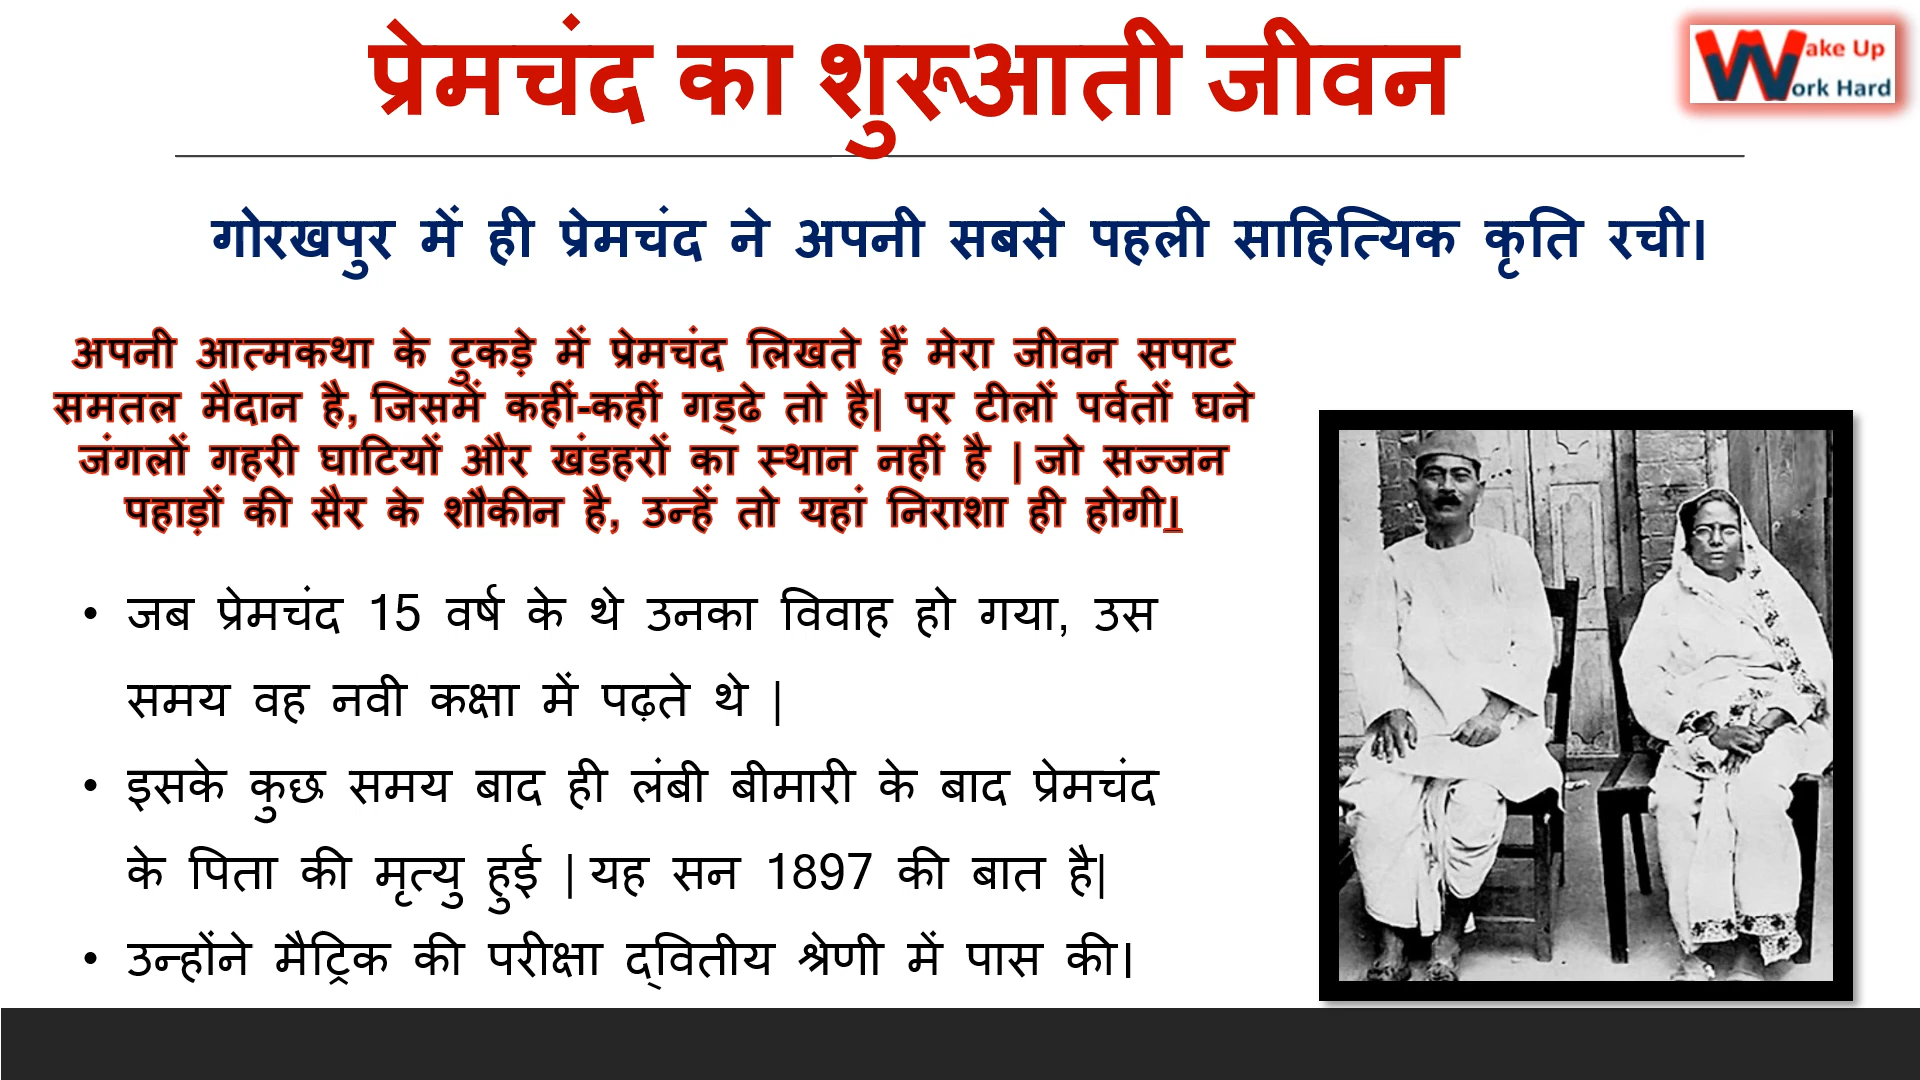 प्रेमचंद का शुरूआती जीवन
Wake Up
Work Hard
गोरखपुर में ही प्रेमचंद ने अपनी सबसे पहली साहित्यिक कृति रची।
अपनी आत्मकथा के टुकड़े में प्रेमचंद लिखते हैं मेरा जीवन सपाट
समतल मैदान है, जिसमें कहीं-कहीं गड्ढे तो है| पर टीलों पर्वतों घने
जंगलों गहरी घाटियों और खंडहरों का स्थान नहीं है | जो सज्जन
पहाड़ों की सैर के शौकीन है, उन्हें तो यहां निराशा ही होगी।
• जब प्रेमचंद 15 वर्ष के थे उनका विवाह हो गया, उस
समय वह नवी कक्षा में पढ़ते थे |
• इसके कुछ समय बाद ही लंबी बीमारी के बाद प्रेमचंद
के पिता की मृत्यु हुई | यह सन 1897 की बात है|
• उन्होंने मैट्रिक की परीक्षा द्वितीय श्रेणी में पास की।